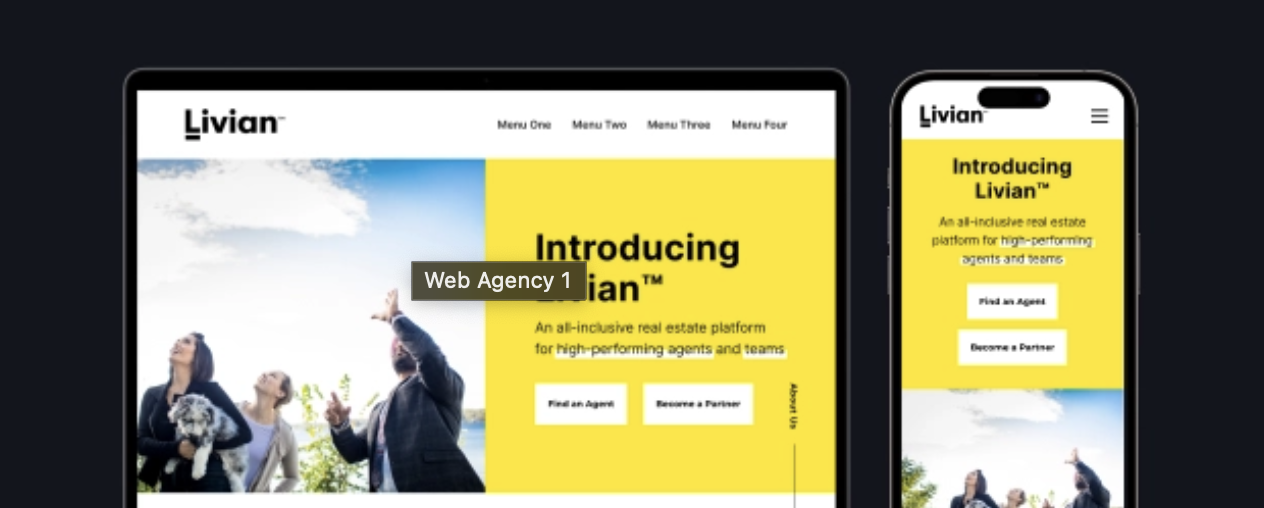 Livian™
Menu One Menu Two Menu Three Menu Four
Introducing
Livian™
An all-inclusive real estate platform
for high-performing agents and teams
Find an Agent Become a Partner
About Us
Web Agency 1
Livian™
Introducing
Livian™
An all-inclusive real estate
platform for high-performing
agents and teams
Find an Agent
Become a Partner